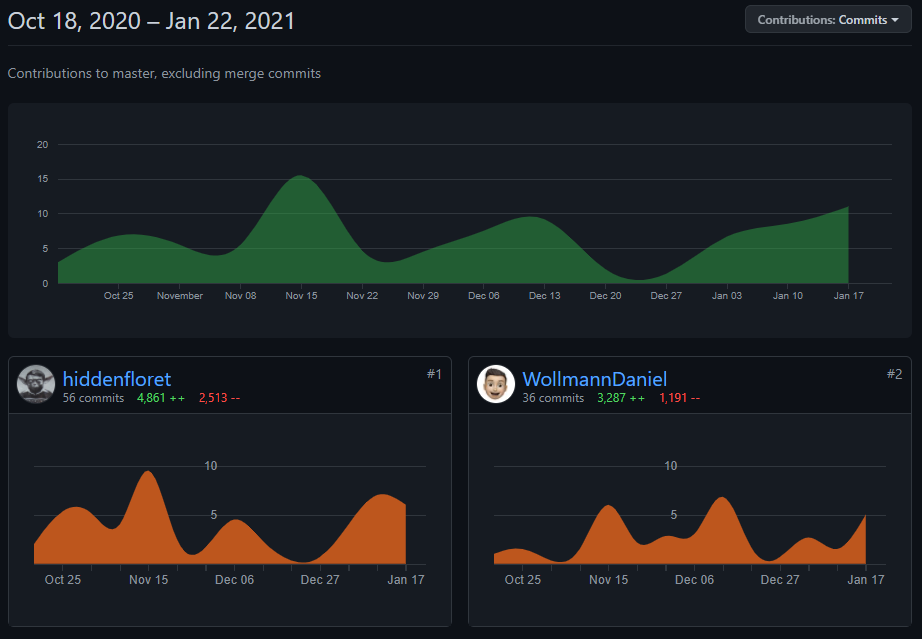 Oct 18, 2020 – Jan 22, 2021
Contributions: Commits
Contributions to master, excluding merge commits
20
15
10
5
0
Oct 25 November Nov 08 Nov 15 Nov 22 Nov 29 Dec 06 Dec 13 Dec 20 Dec 27 Jan 03 Jan 10 Jan 17
hiddenfloret #1
56 commits 4,861 ++ 2,513 --
10
5
Oct 25 Nov 15 Dec 06 Dec 27 Jan 17
WollmannDaniel #2
36 commits 3,287 ++ 1,191 --
10
5
Oct 25 Nov 15 Dec 06 Dec 27 Jan 17